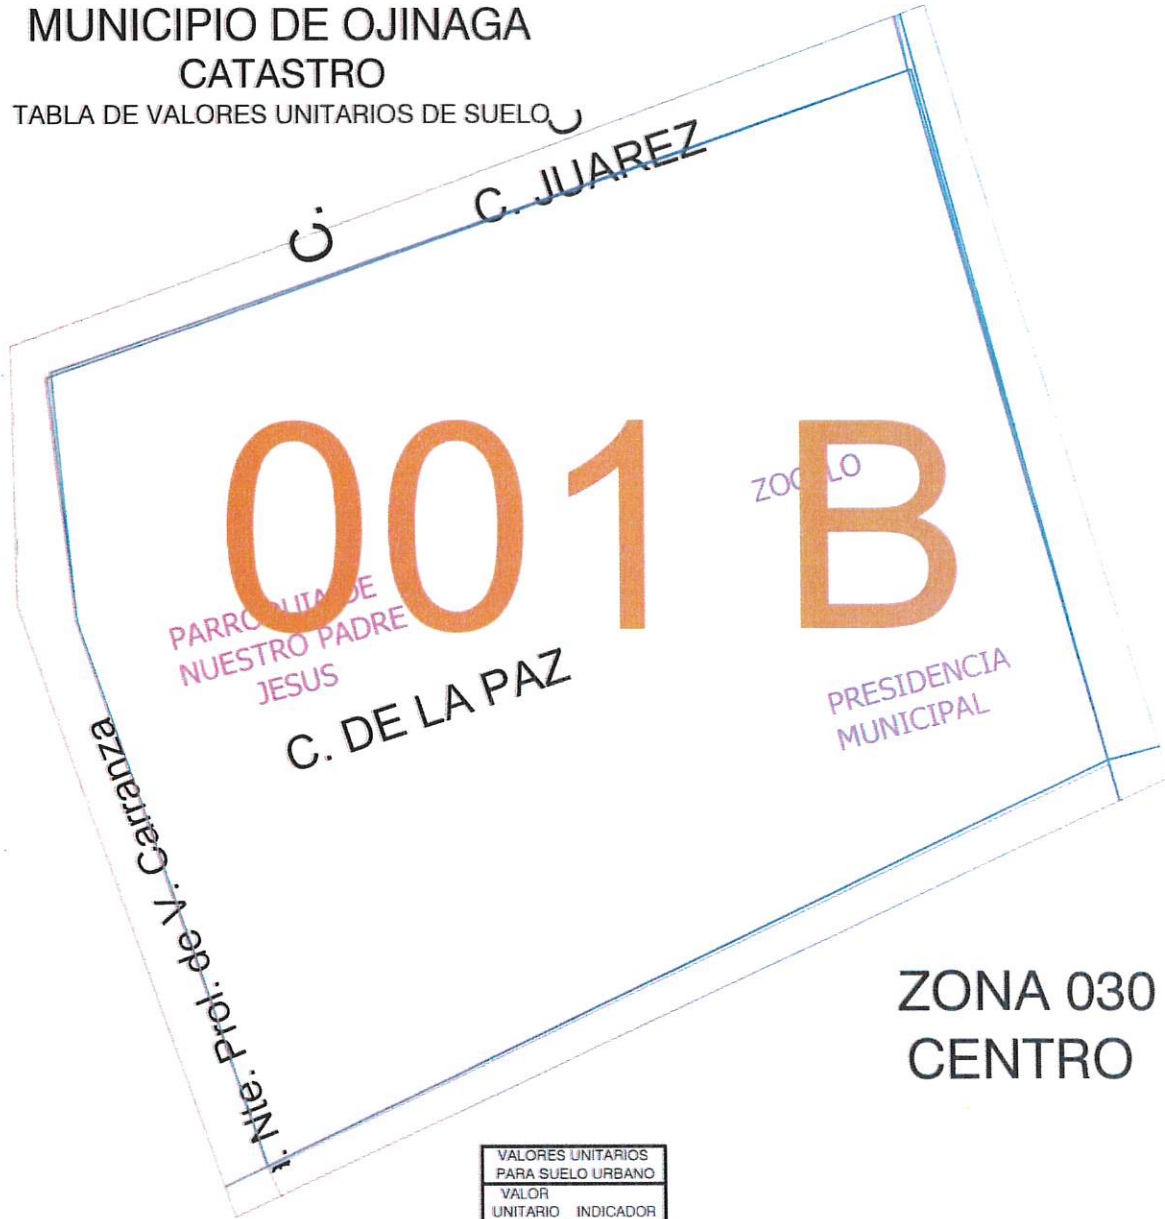 MUNICIPIO DE OJINAGA
CATASTRO
TABLA DE VALORES UNITARIOS DE SUELO
C.
C. JUAREZ
001 B
ZOCALO
PARROQUIA DE
NUESTRO PADRE
JESUS
C. DE LA PAZ
PRESIDENCIA
MUNICIPAL
. Nte. Prol. de V. Carranza
ZONA 030
CENTRO
VALORES UNITARIOS
PARA SUELO URBANO
VALOR
UNITARIO INDICADOR